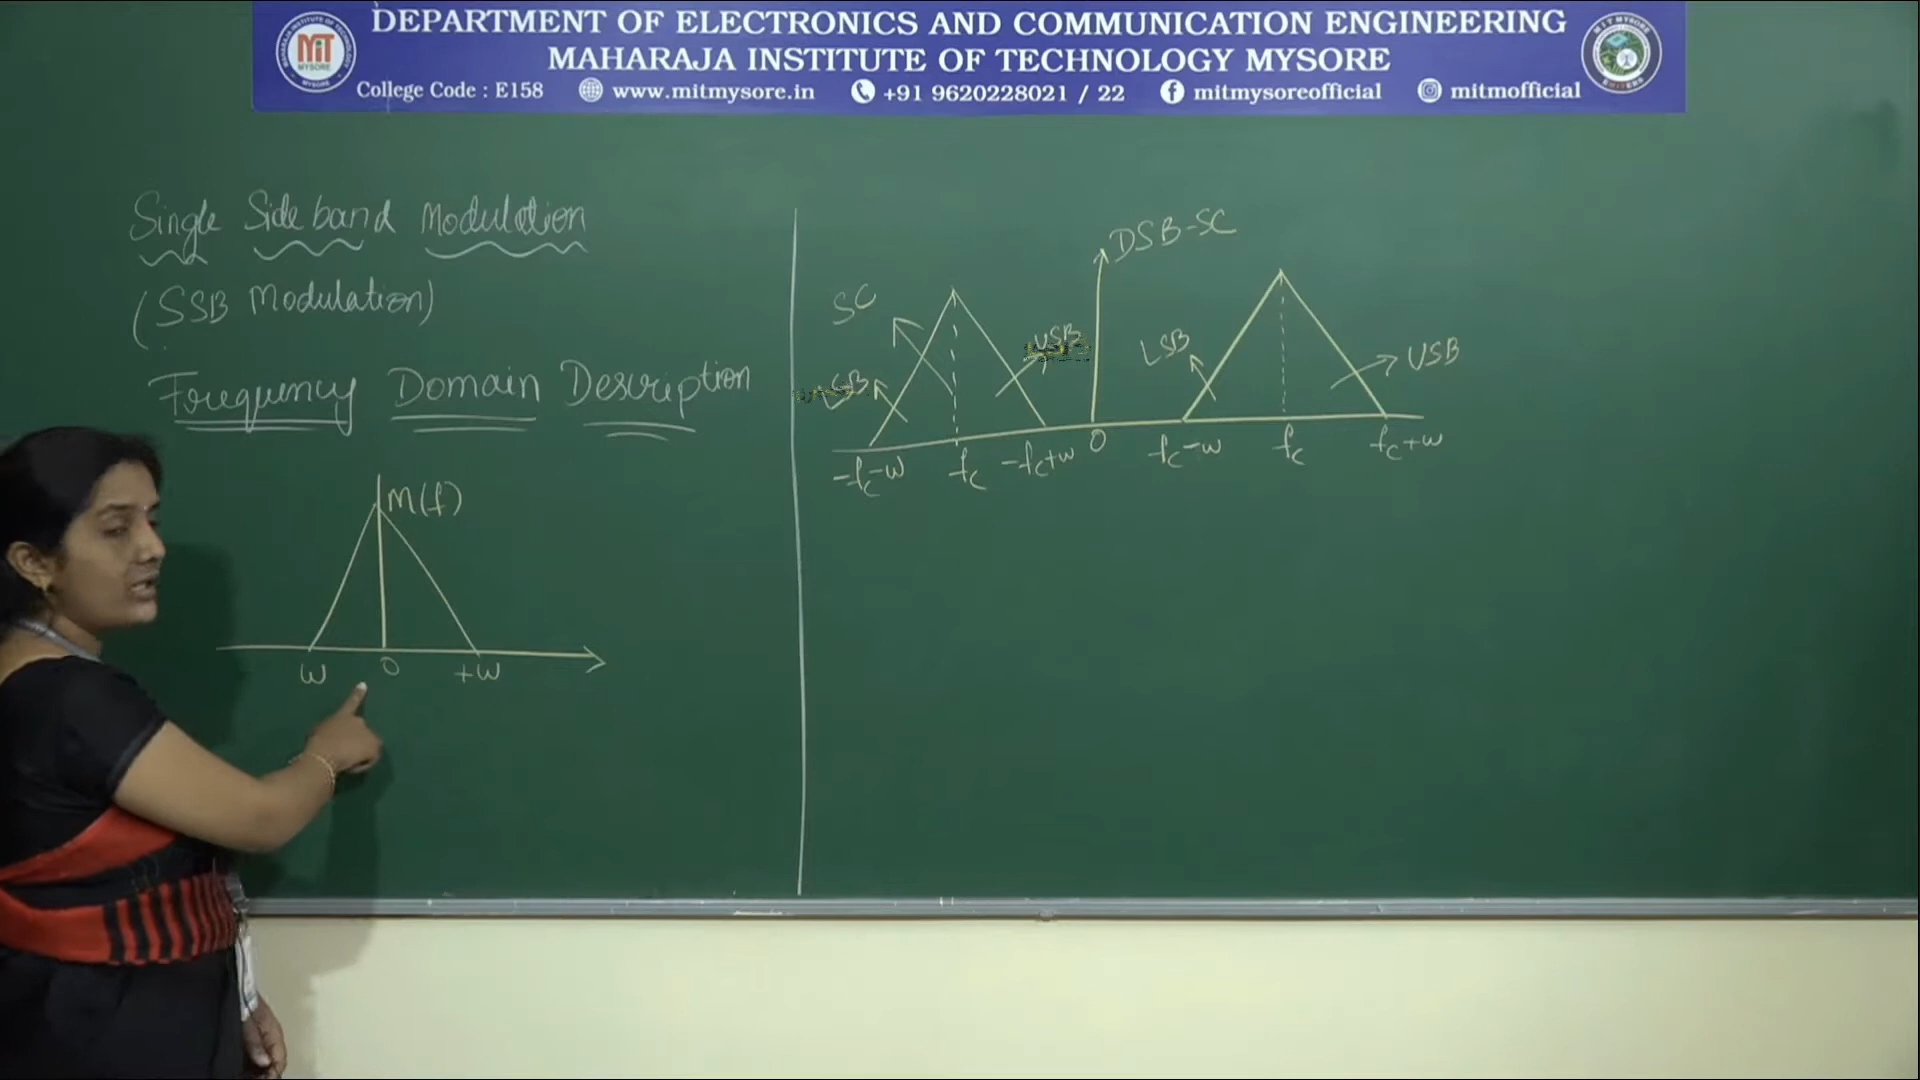 DEPARTMENT OF ELECTRONICS AND COMMUNICATION ENGINEERING
MAHARAJA INSTITUTE OF TECHNOLOGY MYSORE
College Code : E158 www.mitmysore.in +91 9620228021 / 22 mitmysoreofficial mitmofficial
MIT
MYSORE
Single Side band Modulation
(SSB Modulation)
Frequency Domain Description
M(f)
W 0 +W
DSB-SC
SC
USB
LSB
USB
-fc-W fc -fc+W 0 fc-W fc fc+W